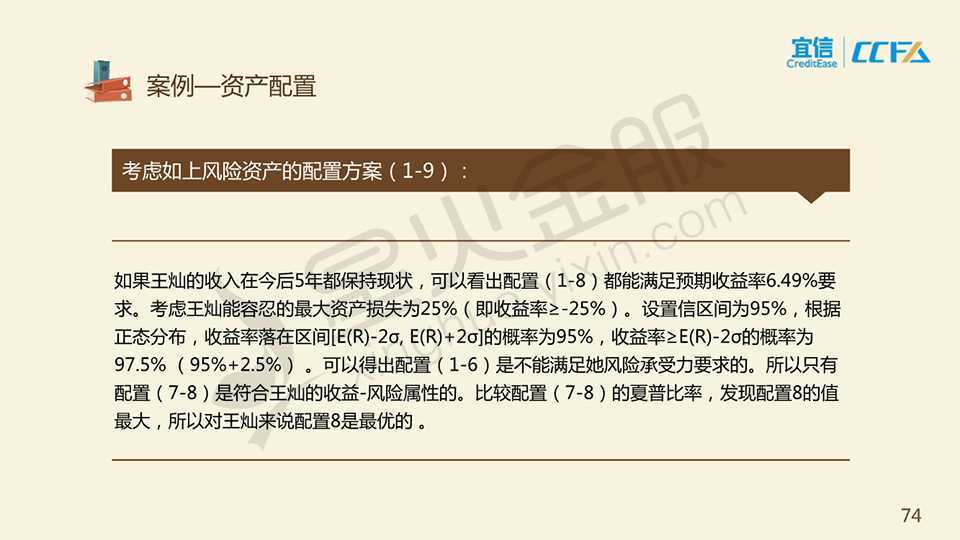 宜信
CreditEase
CCFA
案例—资产配置
考虑如上风险资产的配置方案（1-9）：
如果王灿的收入在今后5年都保持现状，可以看出配置（1-8）都能满足预期收益率6.49%要
求。考虑王灿能容忍的最大资产损失为25%（即收益率≥-25%）。设置信区间为95%，根据
正态分布，收益率落在区间[E(R)-2σ, E(R)+2σ]的概率为95%，收益率≥E(R)-2σ的概率为
97.5% （95%+2.5%） 。可以得出配置（1-6）是不能满足她风险承受力要求的。所以只有
配置（7-8）是符合王灿的收益-风险属性的。比较配置（7-8）的夏普比率，发现配置8的值
最大，所以对王灿来说配置8是最优的 。
星火金服
xinghuo.yixin.com
74